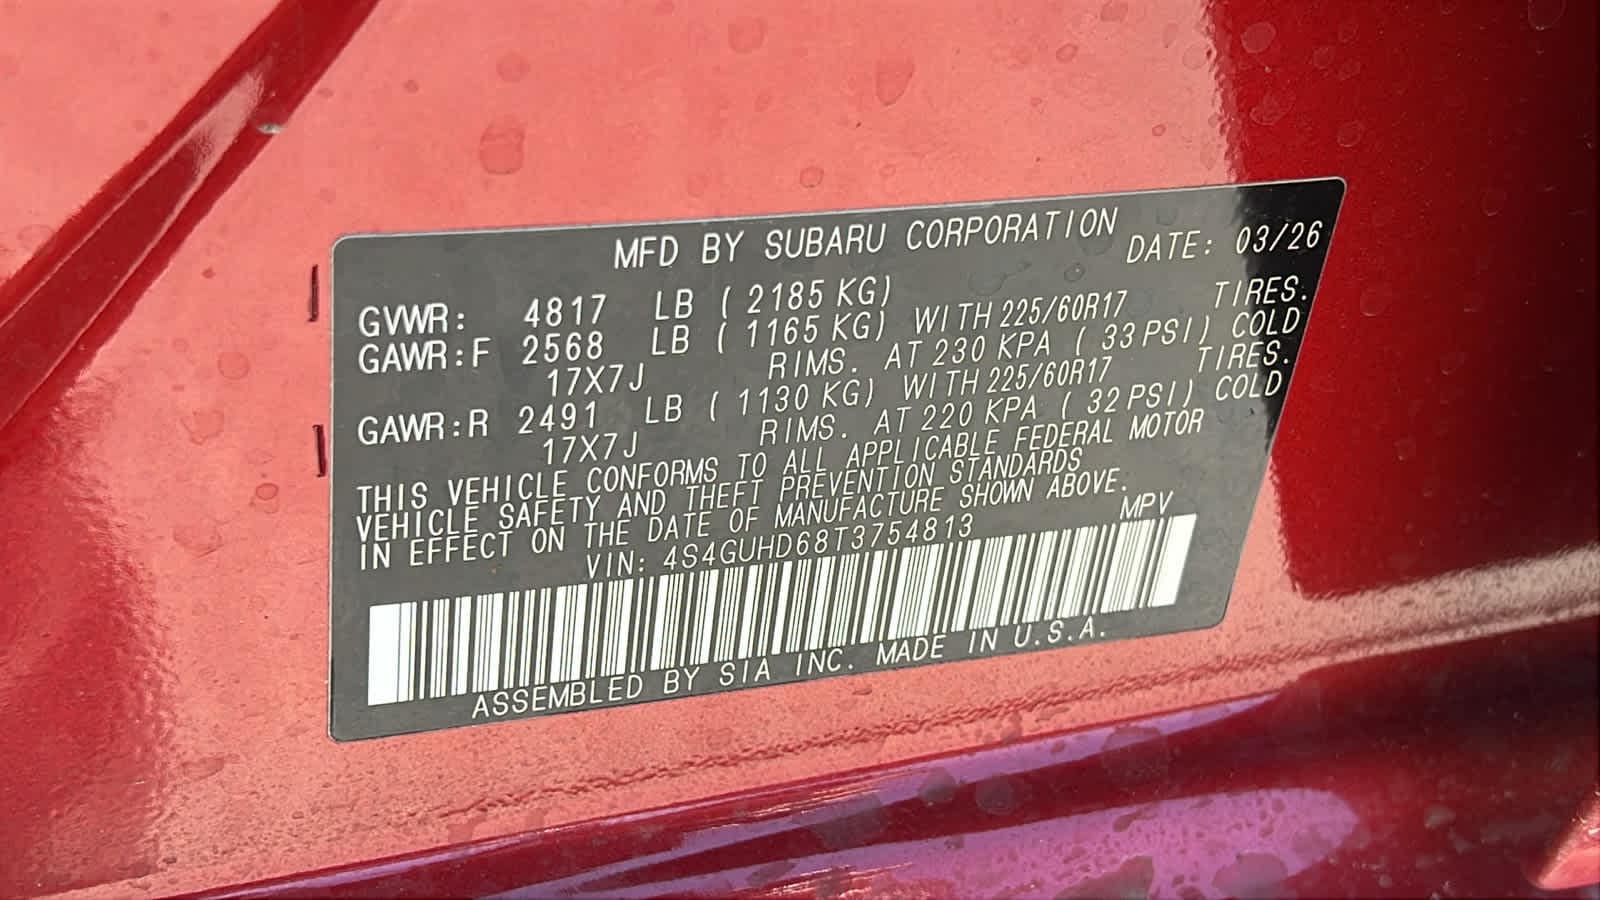 MFD BY SUBARU CORPORATION DATE: 03/26
GVWR: 4817 LB ( 2185 KG)
GAWR:F 2568 LB ( 1165 KG) WITH 225/60R17 TIRES.
17X7J RIMS. AT 230 KPA ( 33 PSI) COLD
GAWR:R 2491 LB ( 1130 KG) WITH 225/60R17 TIRES.
17X7J RIMS. AT 220 KPA ( 32 PSI) COLD
THIS VEHICLE CONFORMS TO ALL APPLICABLE FEDERAL MOTOR
VEHICLE SAFETY AND THEFT PREVENTION STANDARDS
IN EFFECT ON THE DATE OF MANUFACTURE SHOWN ABOVE.
VIN: 4S4GUHD68T3754813 MPV
ASSEMBLED BY SIA INC. MADE IN U.S.A.